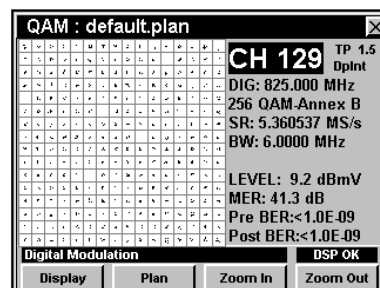 QAM : default.plan
CH 129
TP 1.5
DpInt
DIG: 825.000 MHz
256 QAM-Annex B
SR: 5.360537 MS/s
BW: 6.0000 MHz
LEVEL: 9.2 dBmV
MER: 41.3 dB
Pre BER:<1.0E-09
Post BER:<1.0E-09
Digital Modulation
DSP OK
Display
Plan
Zoom In
Zoom Out